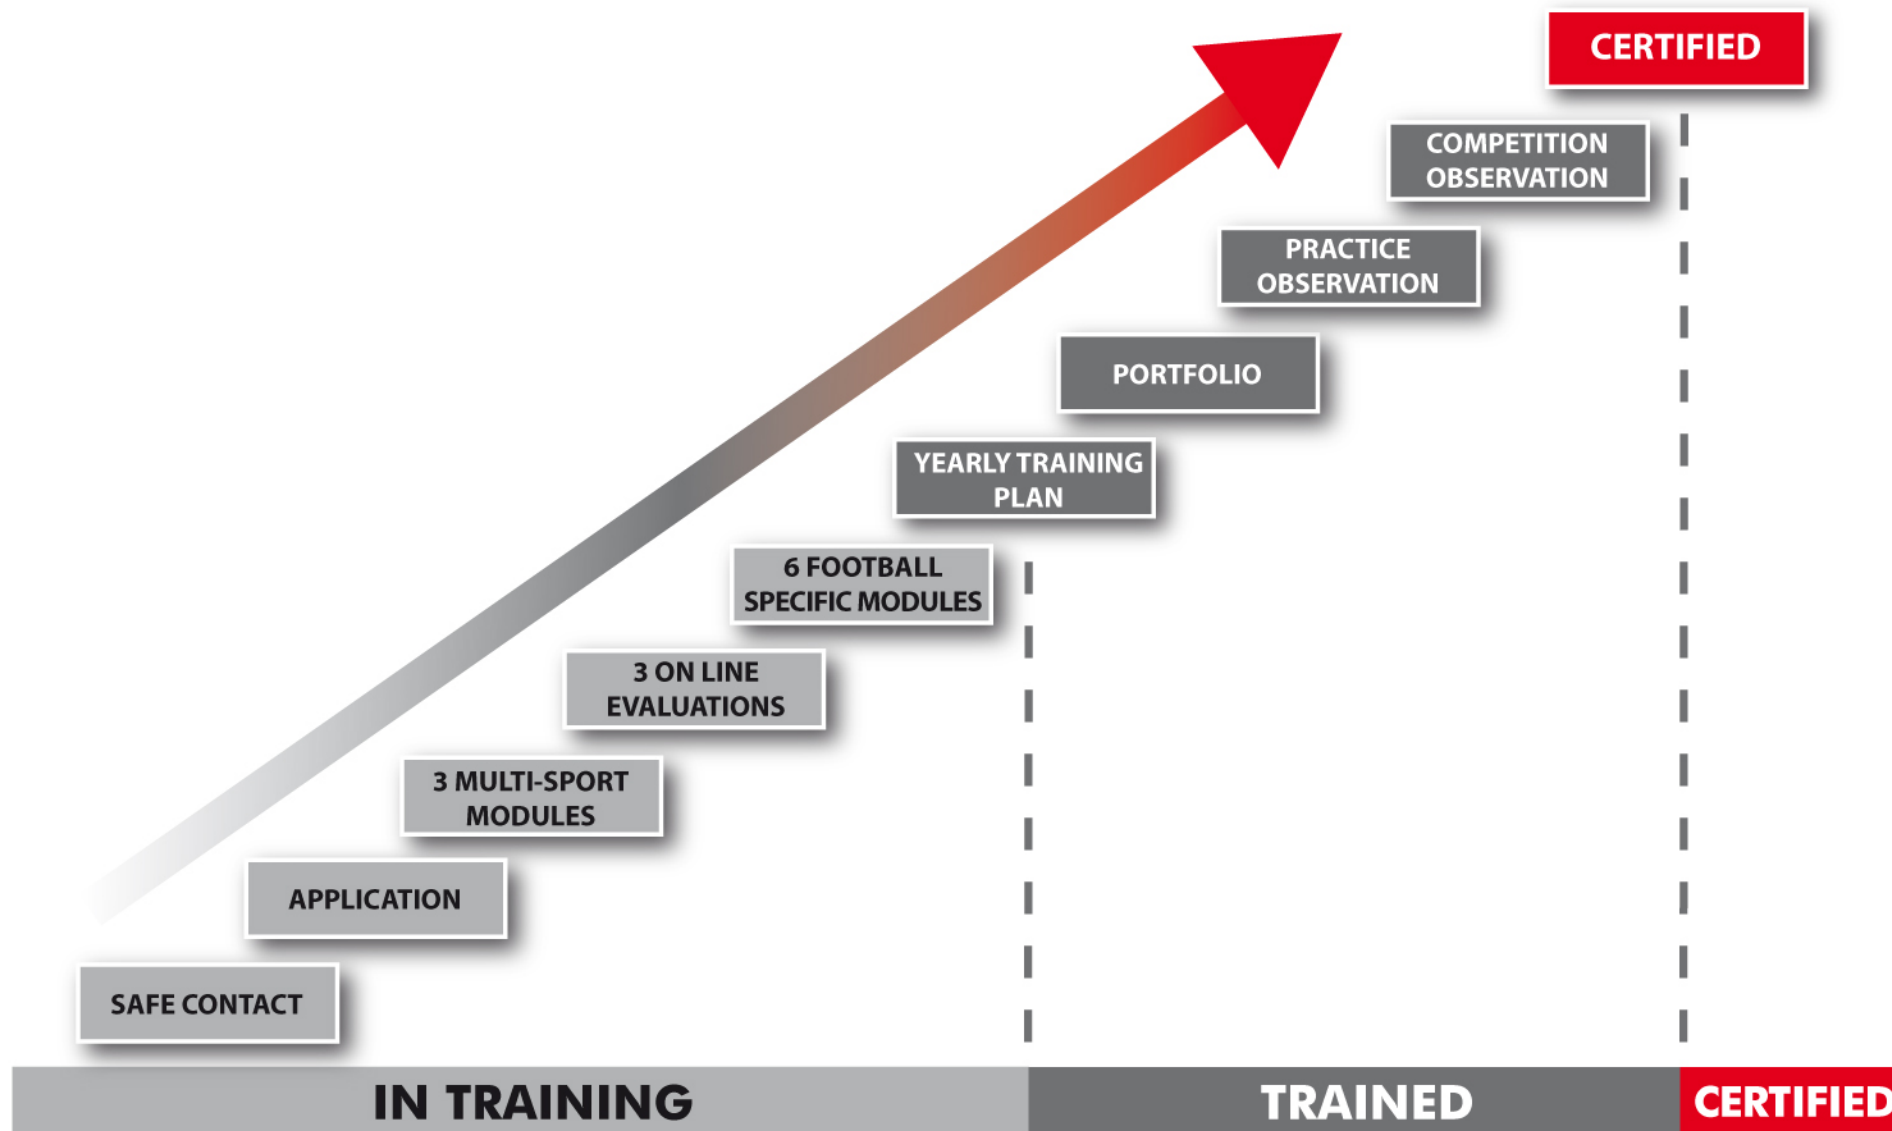 CERTIFIED
COMPETITION
OBSERVATION
PRACTICE
OBSERVATION
PORTFOLIO
YEARLY TRAINING
PLAN
6 FOOTBALL
SPECIFIC MODULES
3 ON LINE
EVALUATIONS
3 MULTI-SPORT
MODULES
APPLICATION
SAFE CONTACT
IN TRAINING
TRAINED
CERTIFIED